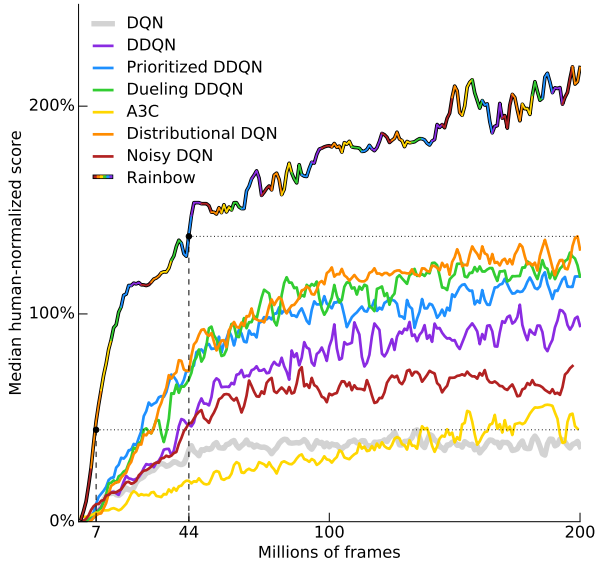 DQN
DDQN
Prioritized DDQN
Dueling DDQN
A3C
Distributional DQN
Noisy DQN
Rainbow
Median human-normalized score
200%
100%
0%
7 44 100 200
Millions of frames